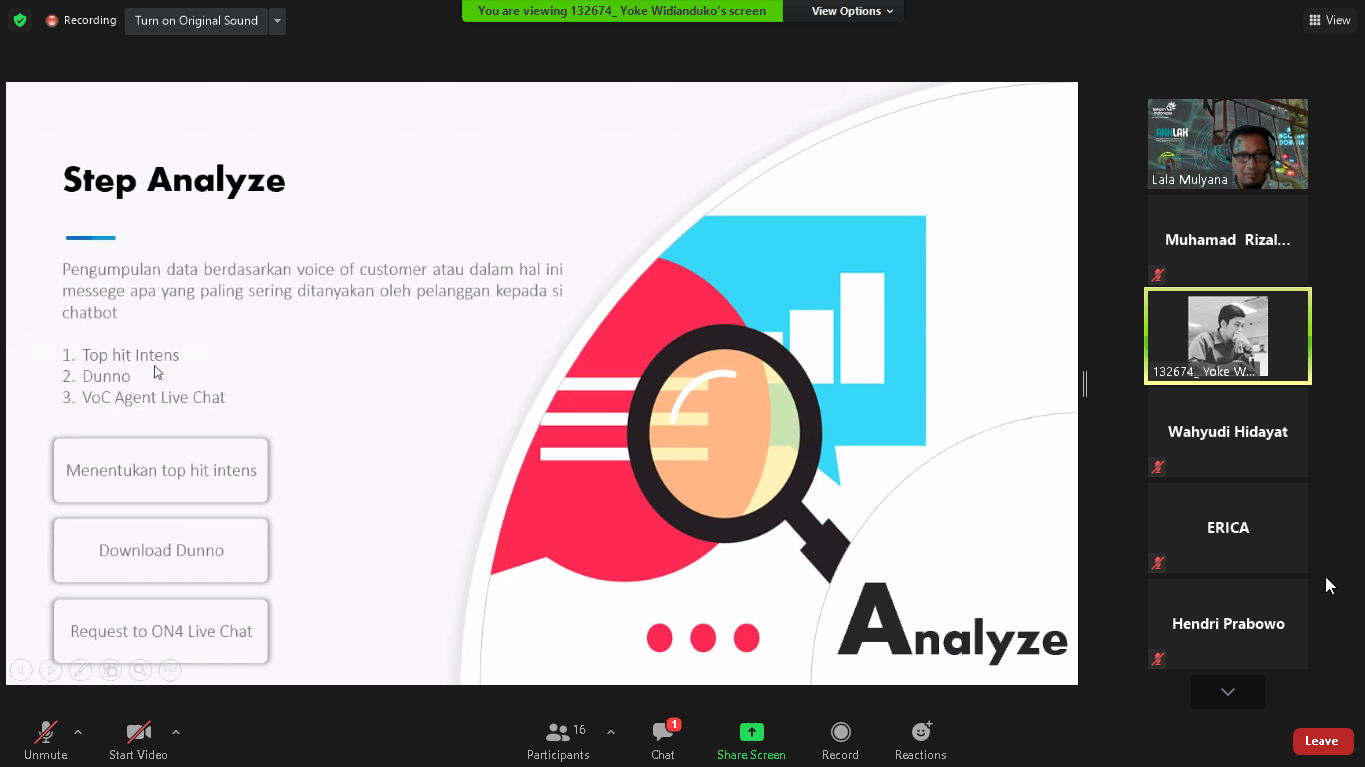 Recording
Turn on Original Sound
You are viewing 132674_ Yoke Widianduko's screen
View Options
View
Step Analyze
Pengumpulan data berdasarkan voice of customer atau dalam hal ini
messege apa yang paling sering ditanyakan oleh pelanggan kepada si
chatbot
1. Top hit Intens
2. Dunno
3. VoC Agent Live Chat
Menentukan top hit intens
Download Dunno
Request to ON4 Live Chat
Analyze
AKHLAK
Lala Mulyana
Muhamad Rizal...
132674_ Yoke W...
Wahyudi Hidayat
ERICA
Hendri Prabowo
Unmute
Start Video
16
Participants
1
Chat
Share Screen
Record
Reactions
Leave